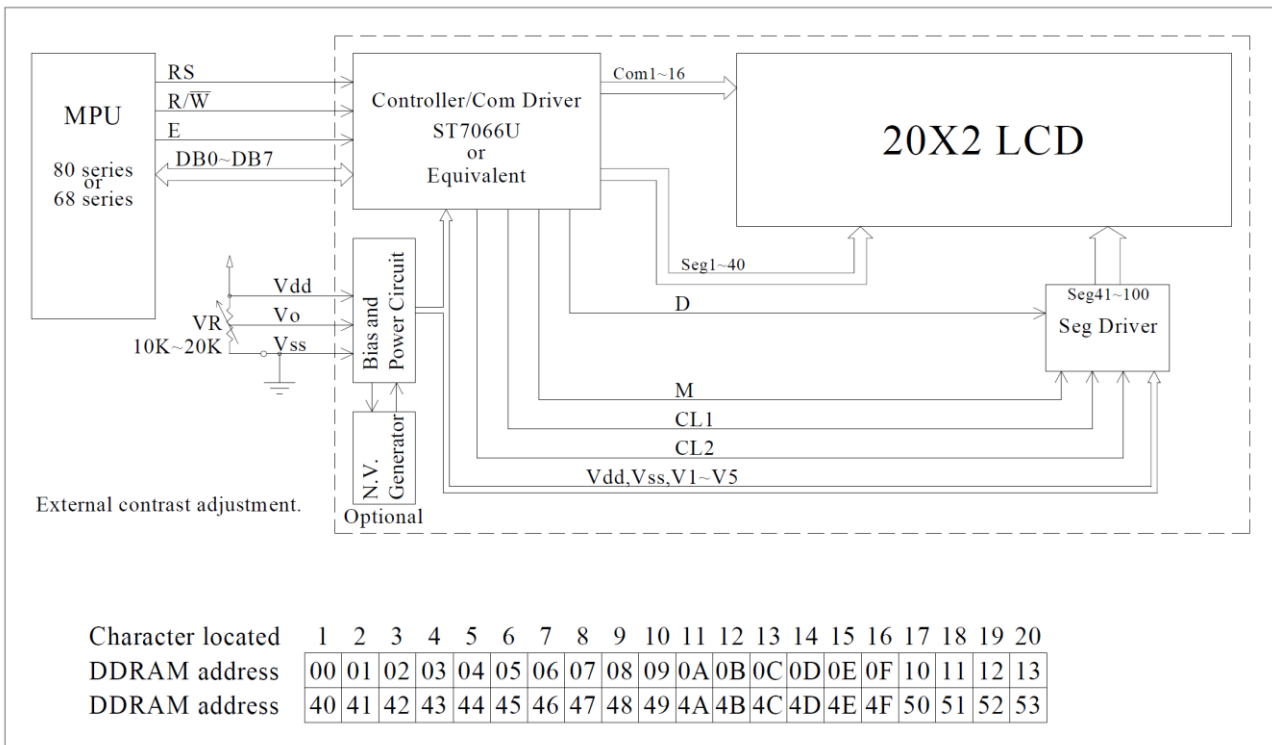 MPU
80 series
or
68 series
RS
R/W̅
E
DB0~DB7
Controller/Com Driver
ST7066U
or
Equivalent
Com1~16
20X2 LCD
Seg1~40
D
Seg41~100
Seg Driver
M
CL1
CL2
Vdd,Vss,V1~V5
Vdd
Vo
Vss
VR
10K~20K
Bias and
Power Circuit
N.V.
Generator
Optional
External contrast adjustment.
Character located 1 2 3 4 5 6 7 8 9 10 11 12 13 14 15 16 17 18 19 20
DDRAM address 00 01 02 03 04 05 06 07 08 09 0A 0B 0C 0D 0E 0F 10 11 12 13
DDRAM address 40 41 42 43 44 45 46 47 48 49 4A 4B 4C 4D 4E 4F 50 51 52 53